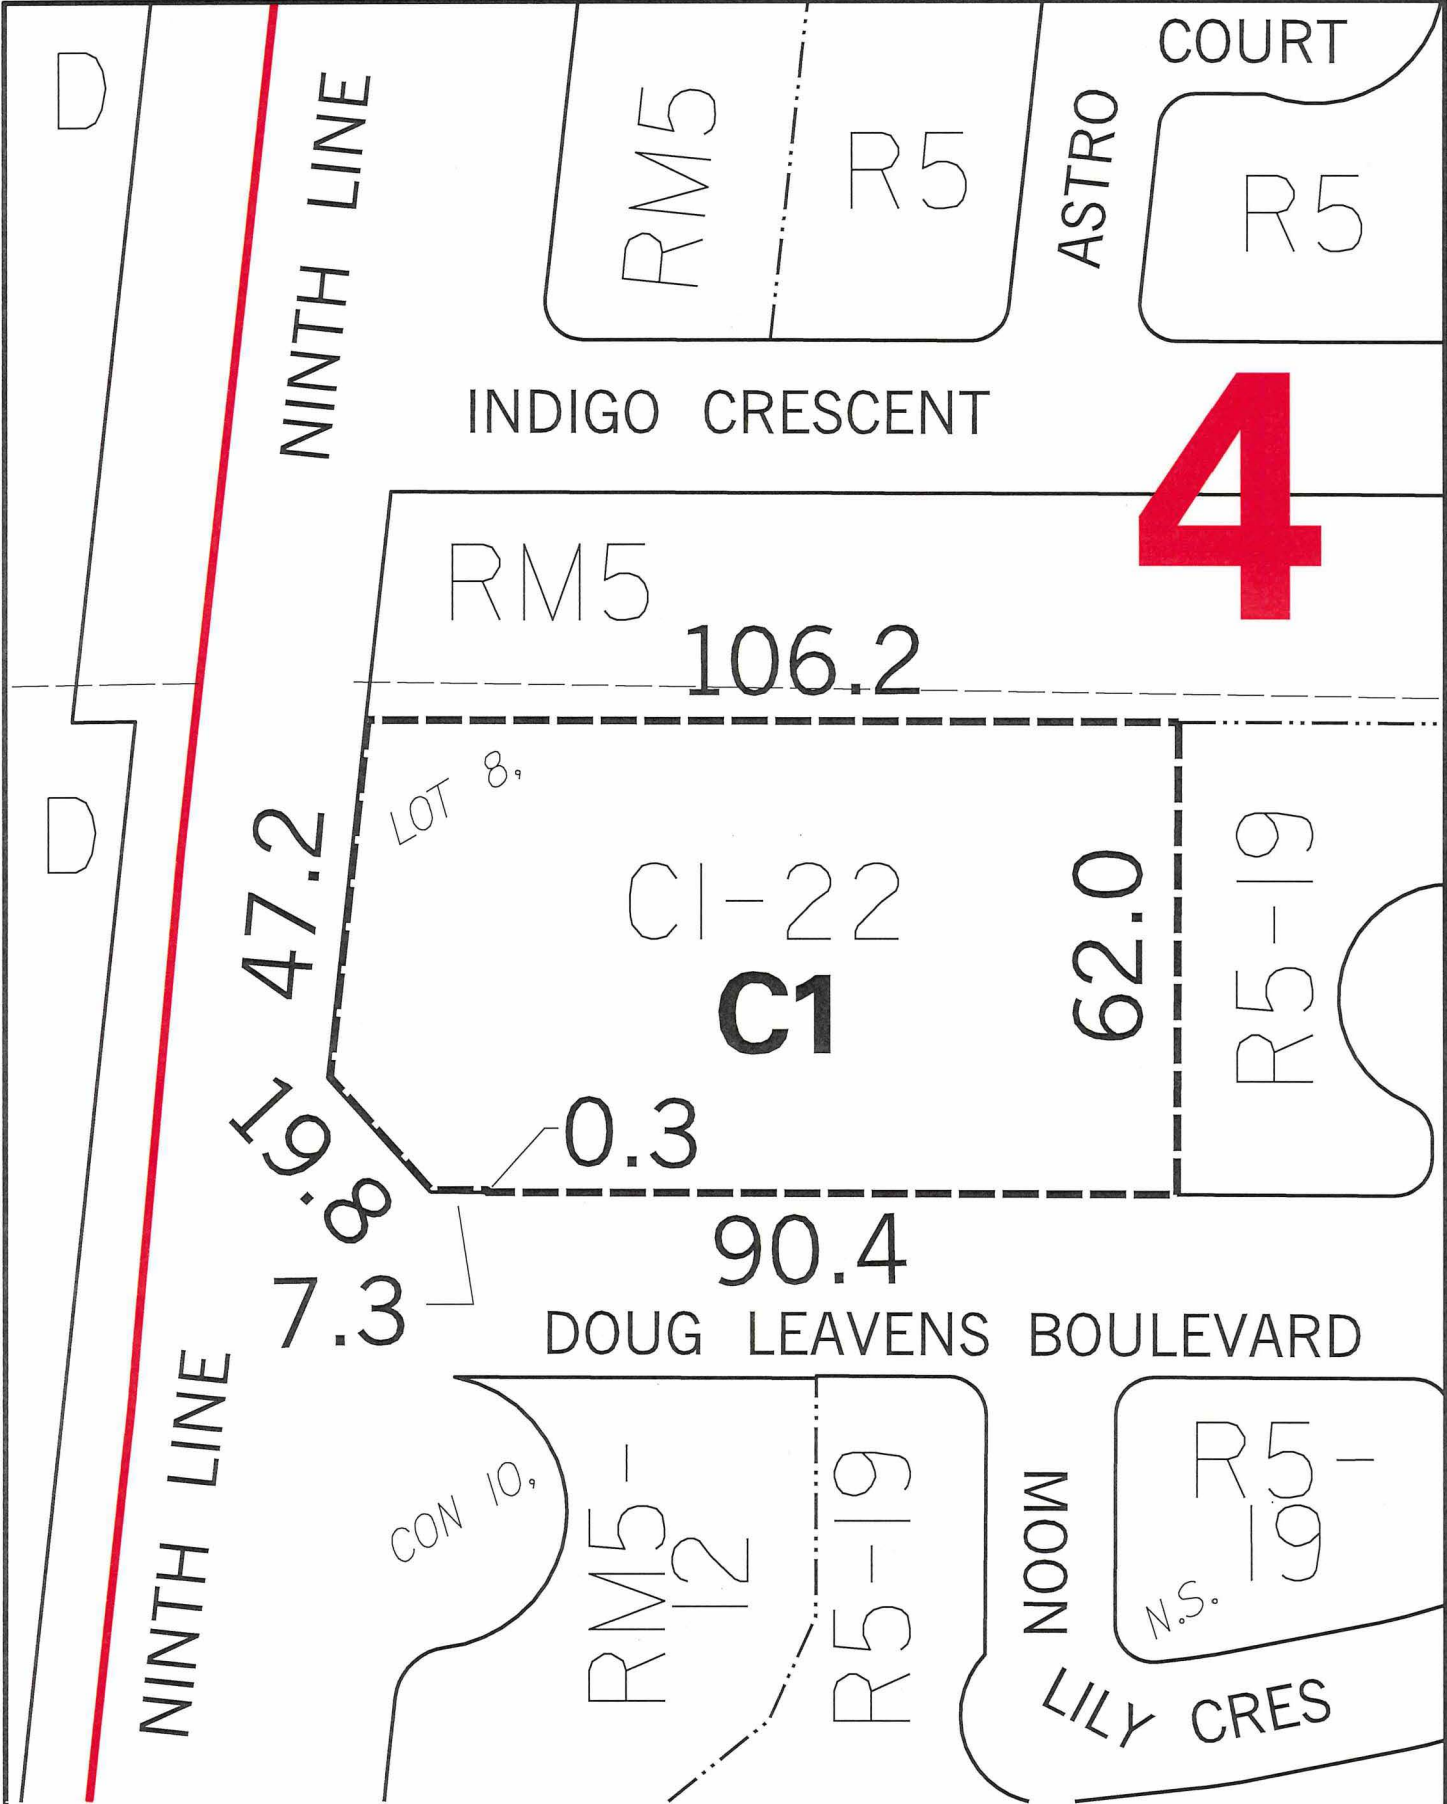 COURT
D
NINTH LINE
RM5
R5
ASTRO
R5
INDIGO CRESCENT
4
RM5
106.2
LOT 8,
D
47.2
C1-22
C1
62.0
R5-19
19.8
0.3
7.3
90.4
DOUG LEAVENS BOULEVARD
NINTH LINE
CON 10,
RM5-
12
R5-19
MOON
R5-
19
N.S.
LILY CRES